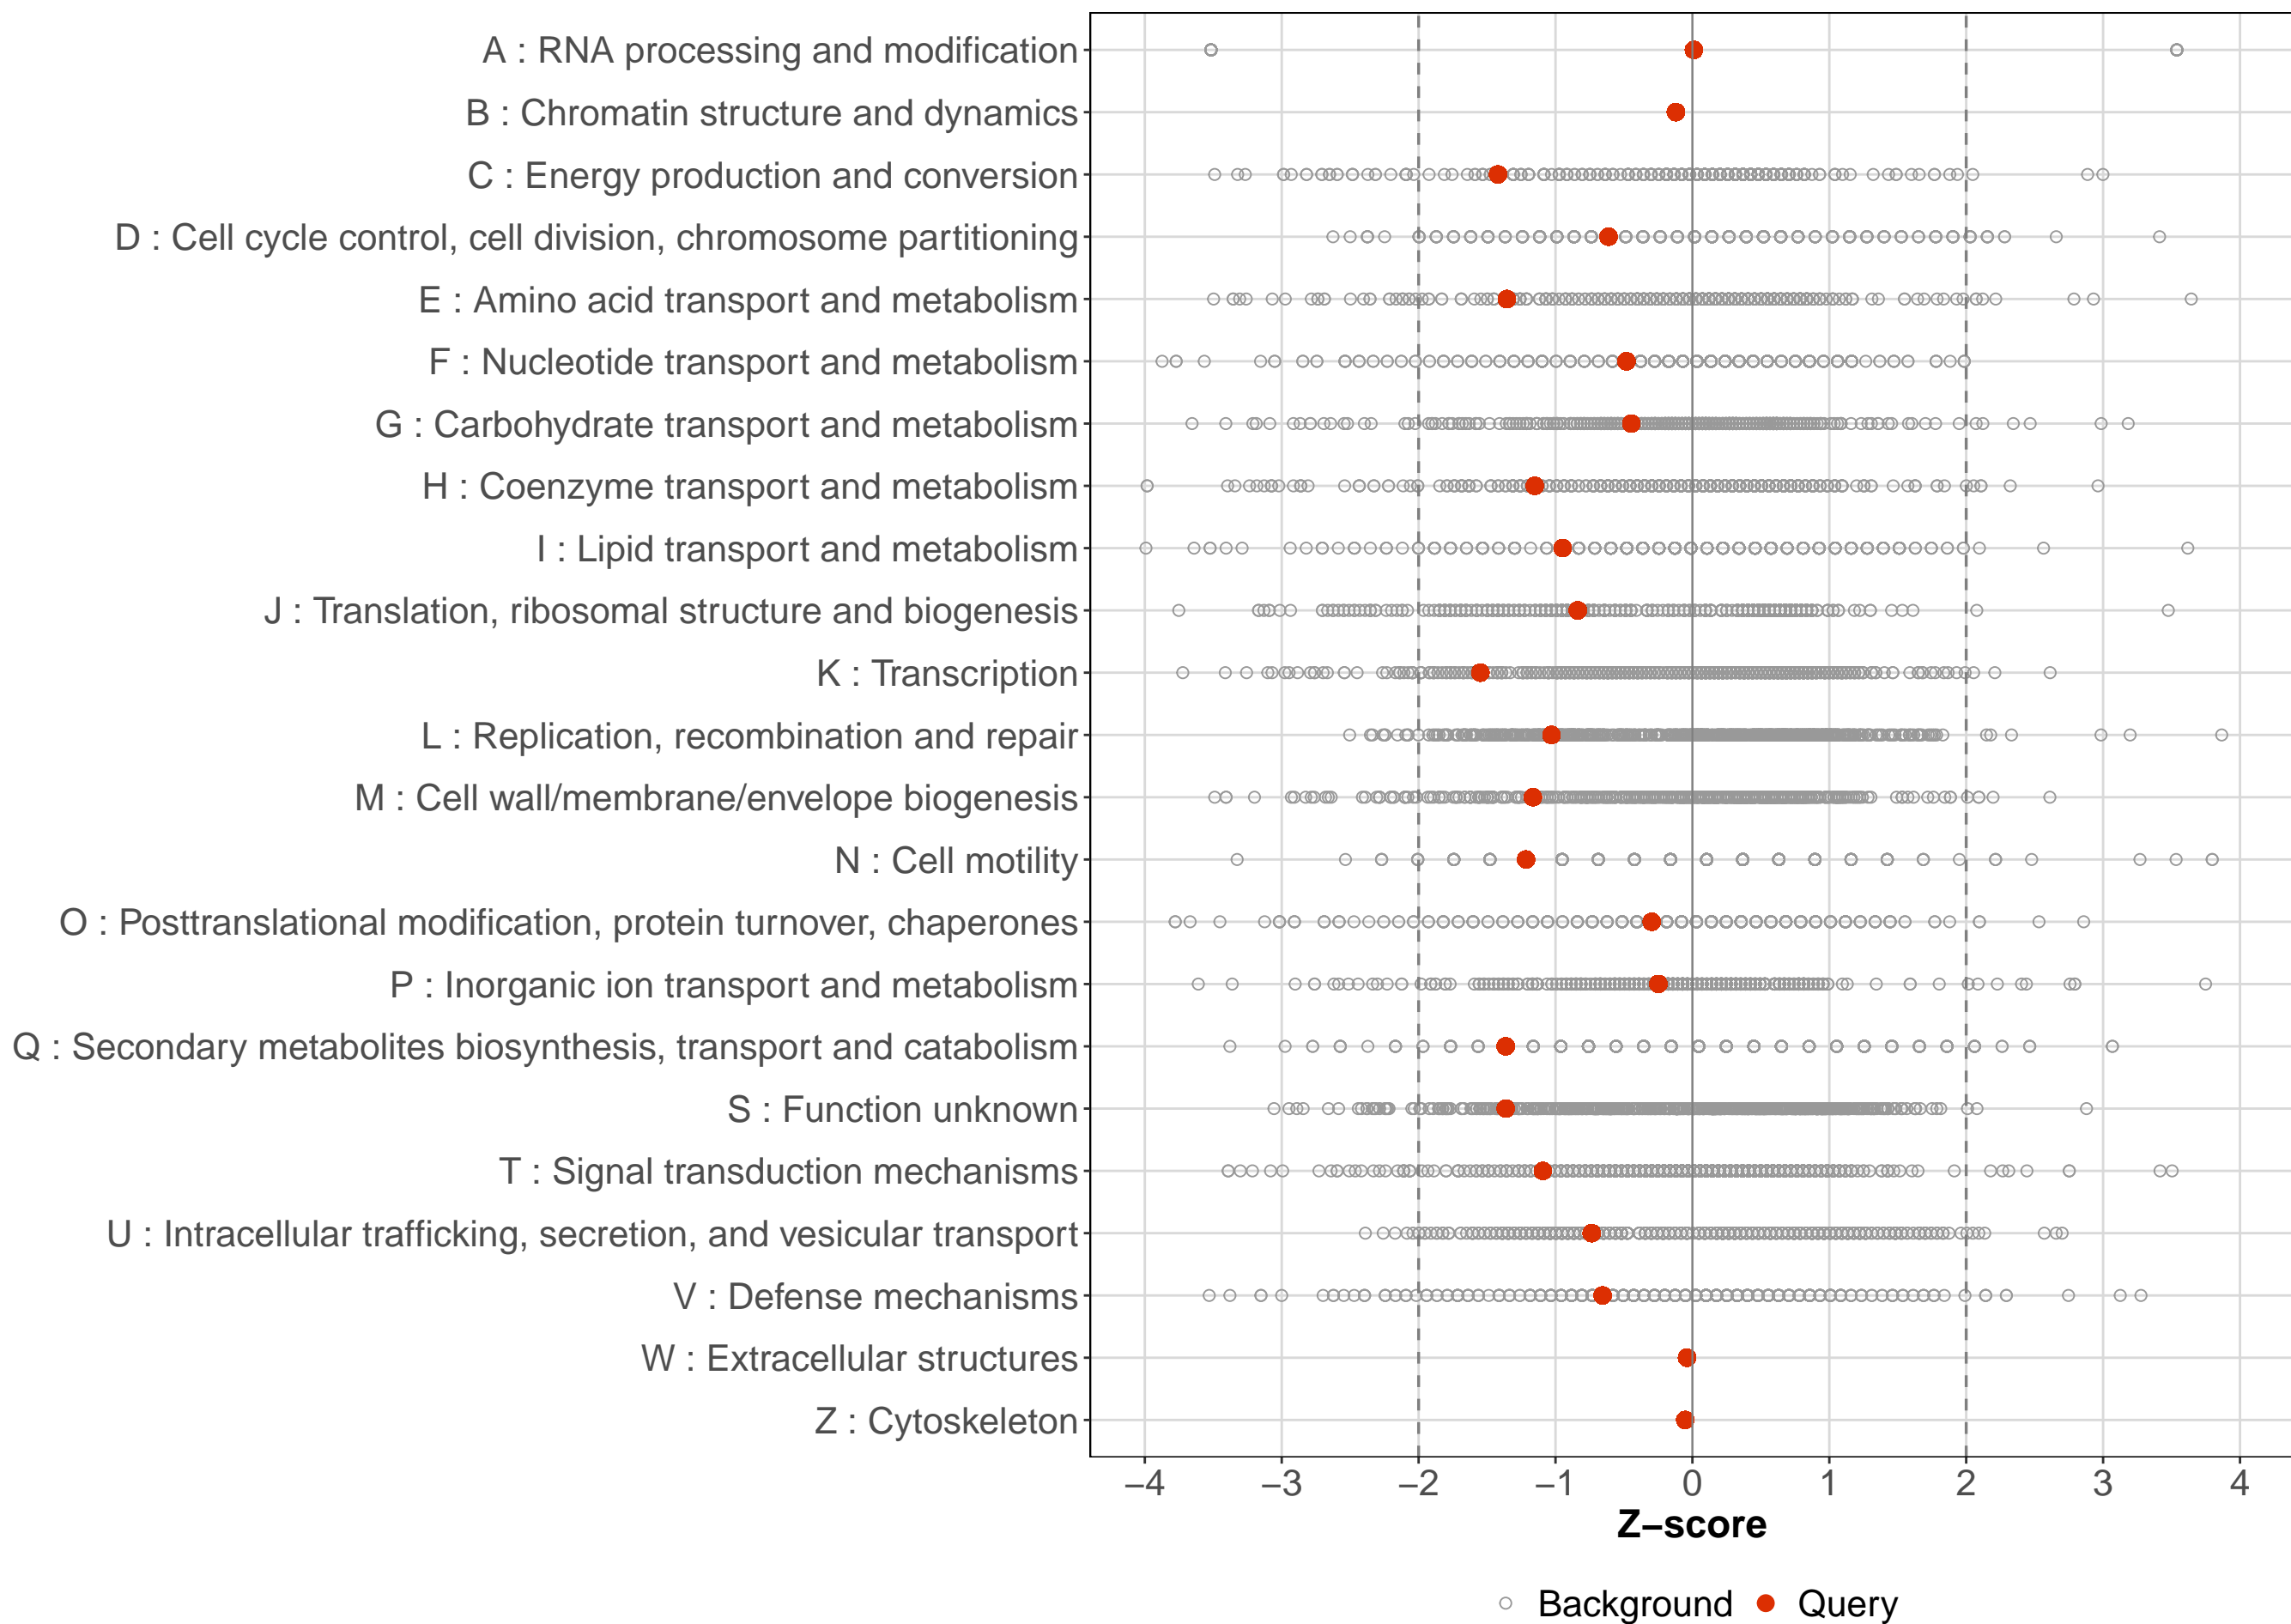 A : RNA processing and modification
B : Chromatin structure and dynamics
C : Energy production and conversion
D : Cell cycle control, cell division, chromosome partitioning
E : Amino acid transport and metabolism
F : Nucleotide transport and metabolism
G : Carbohydrate transport and metabolism
H : Coenzyme transport and metabolism
I : Lipid transport and metabolism
J : Translation, ribosomal structure and biogenesis
K : Transcription
L : Replication, recombination and repair
M : Cell wall/membrane/envelope biogenesis
N : Cell motility
O : Posttranslational modification, protein turnover, chaperones
P : Inorganic ion transport and metabolism
Q : Secondary metabolites biosynthesis, transport and catabolism
S : Function unknown
T : Signal transduction mechanisms
U : Intracellular trafficking, secretion, and vesicular transport
V : Defense mechanisms
W : Extracellular structures
Z : Cytoskeleton
−4 −3 −2 −1 0 1 2 3 4
Z−score
Background Query